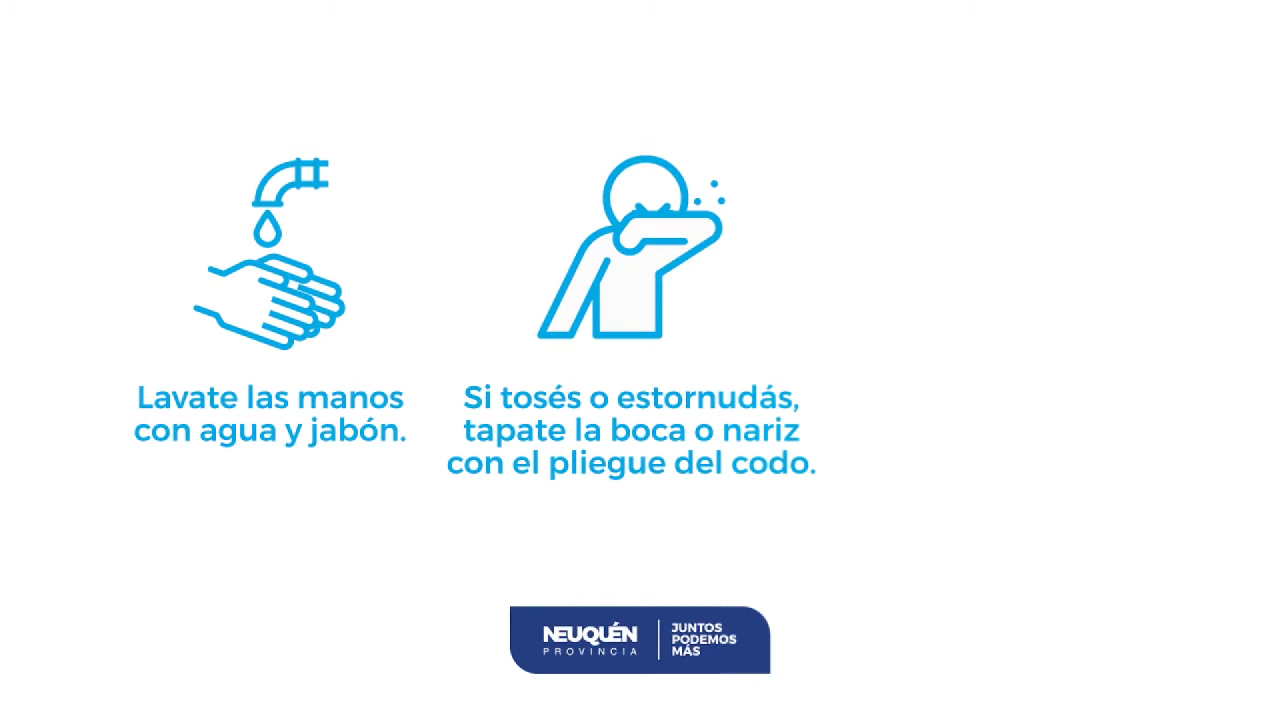 Lavate las manos
con agua y jabón.
Si tosés o estornudás,
tapate la boca o nariz
con el pliegue del codo.
NEUQUÉN
PROVINCIA
JUNTOS
PODEMOS
MÁS